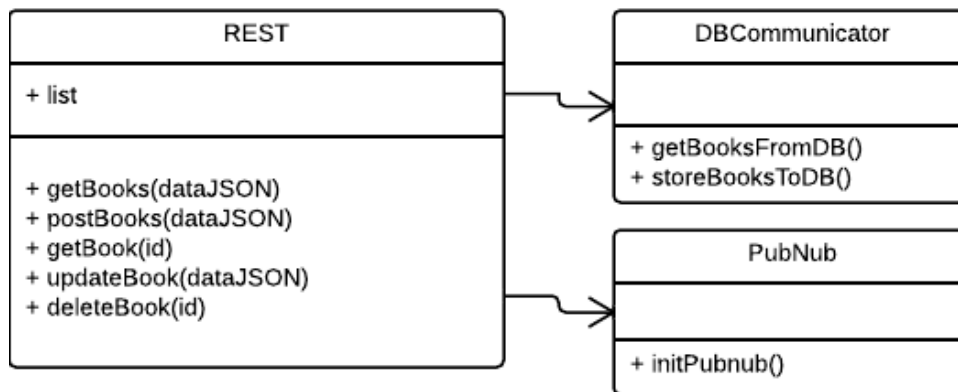 REST
+ list
+ getBooks(dataJSON)
+ postBooks(dataJSON)
+ getBook(id)
+ updateBook(dataJSON)
+ deleteBook(id)
DBCommunicator
+ getBooksFromDB()
+ storeBooksToDB()
PubNub
+ initPubnub()